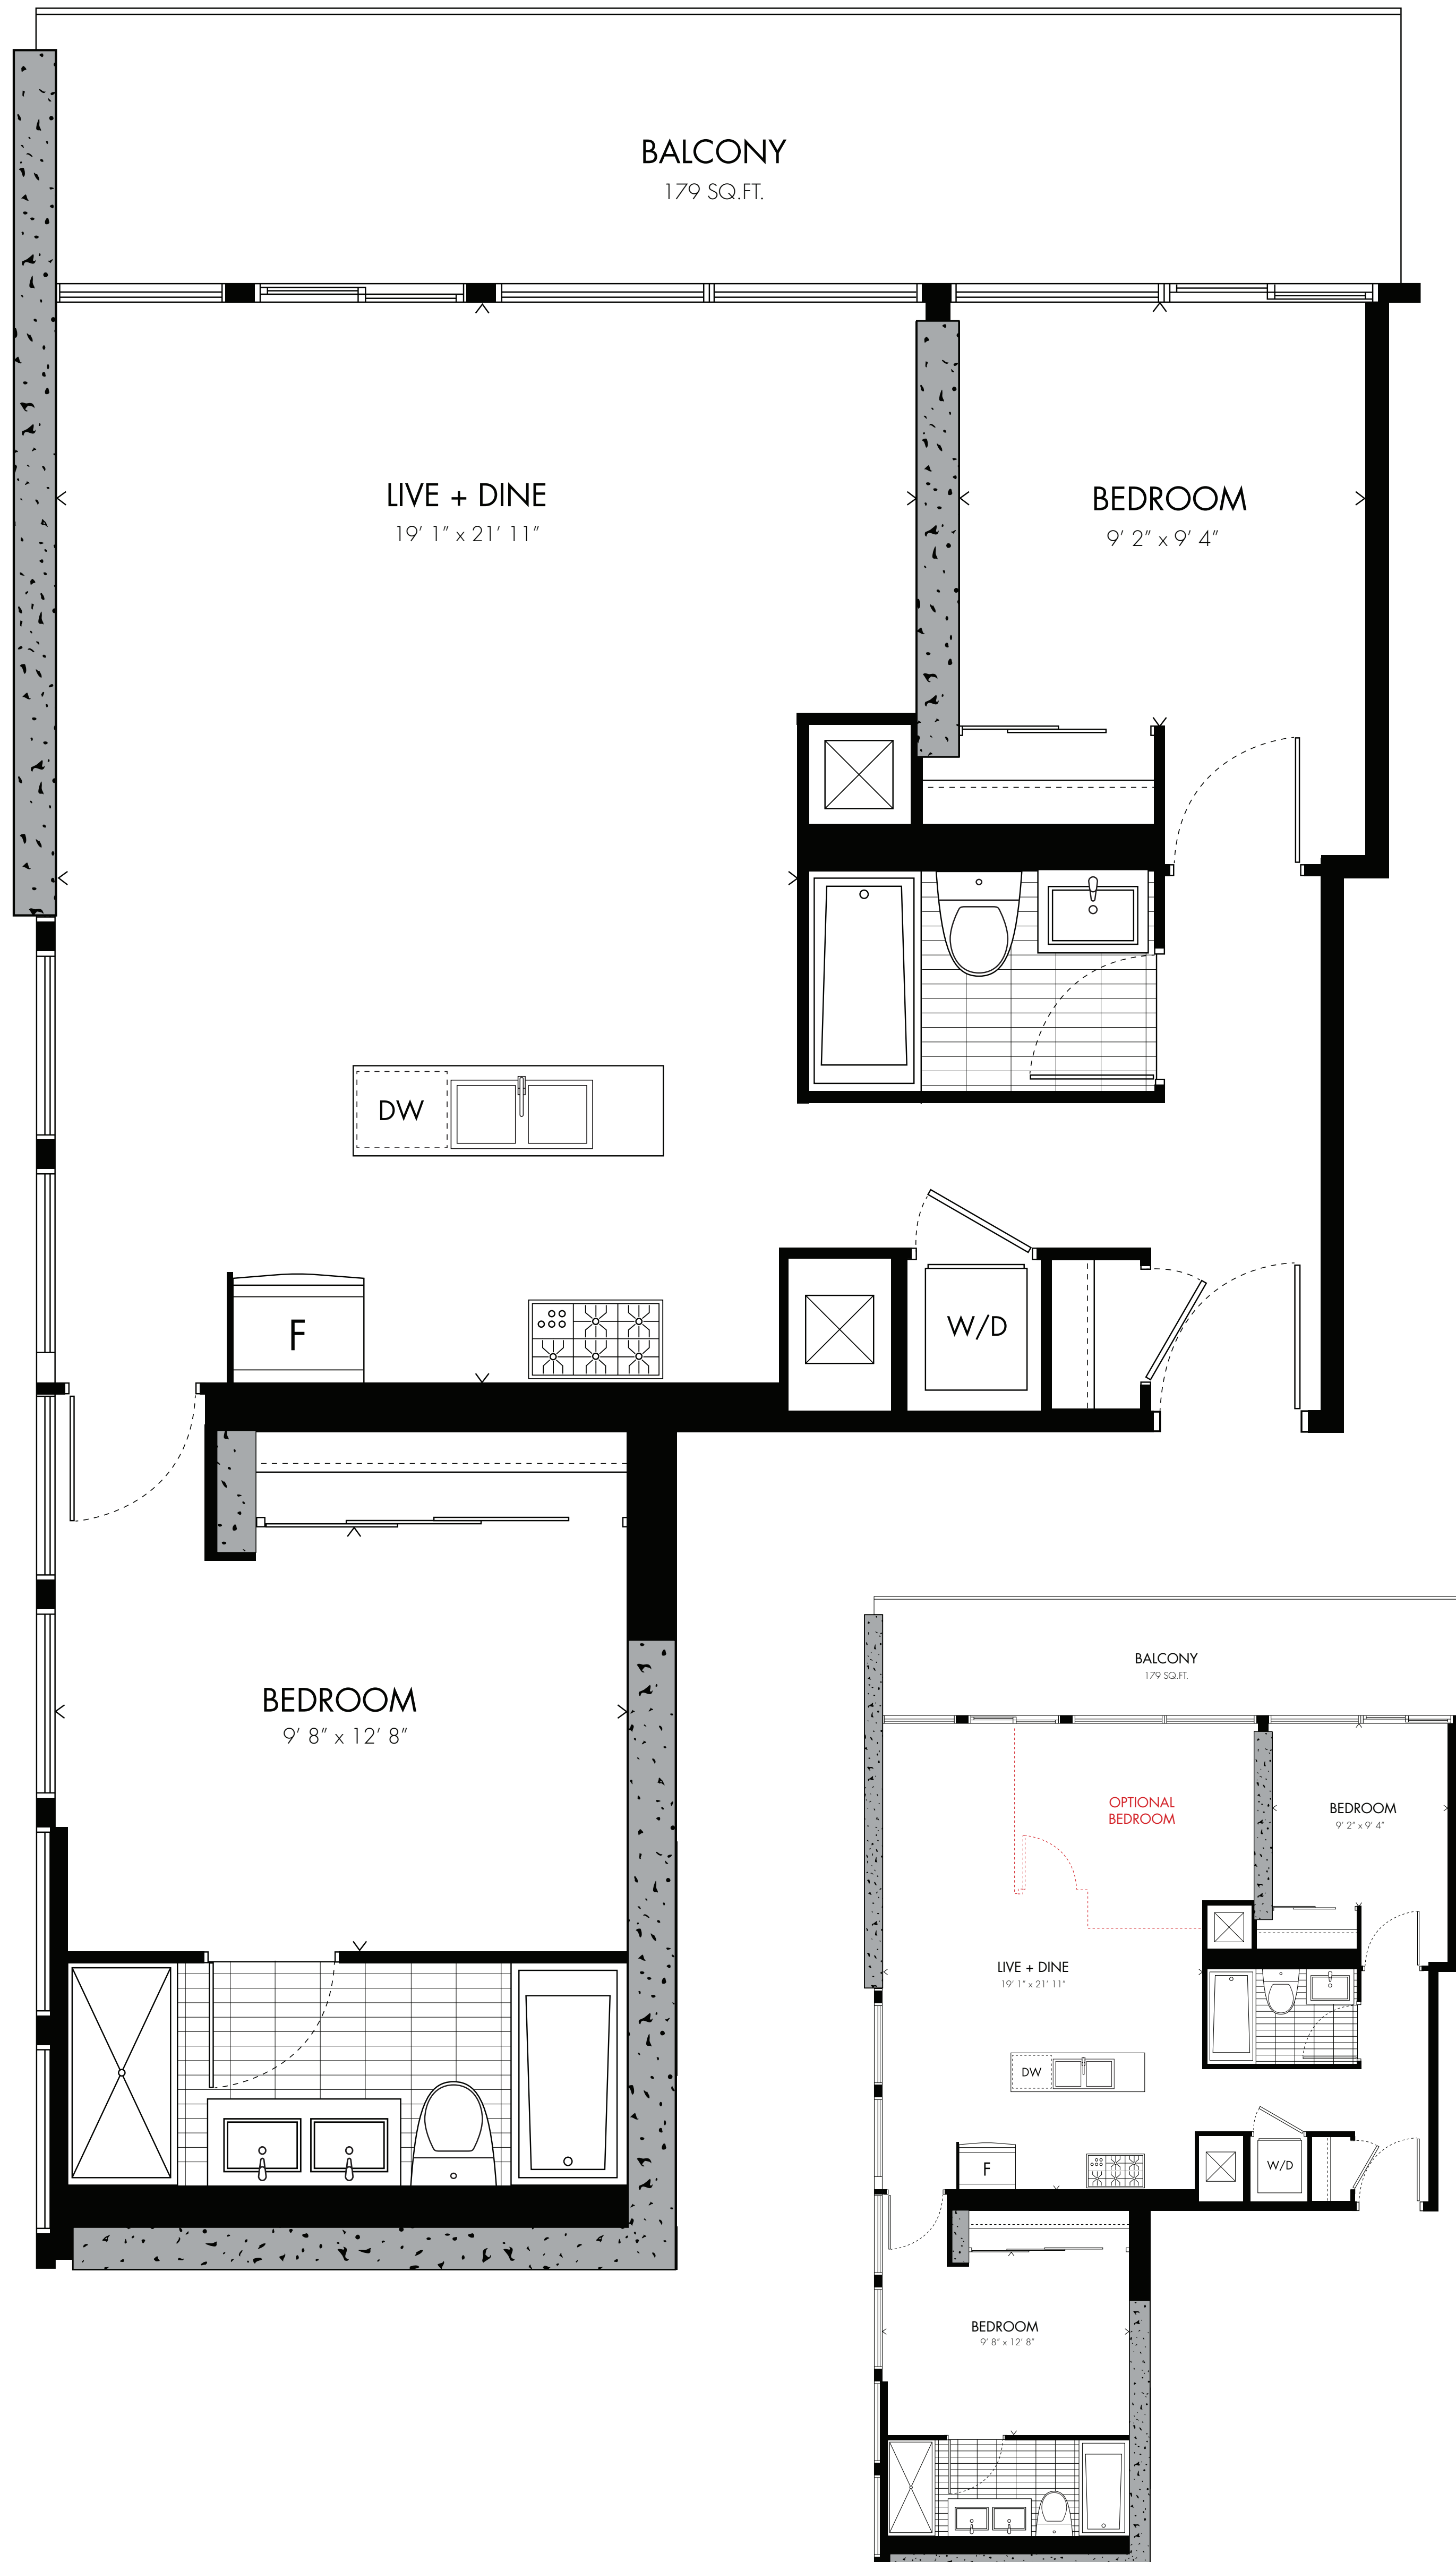 BALCONY
179 SQ.FT.
LIVE + DINE
19' 1" x 21' 11"
BEDROOM
9' 2" x 9' 4"
DW
F
W/D
BEDROOM
9' 8" x 12' 8"
BALCONY
179 SQ.FT.
OPTIONAL
BEDROOM
BEDROOM
9' 2" x 9' 4"
LIVE + DINE
19' 1" x 21' 11"
DW
F
W/D
BEDROOM
9' 8" x 12' 8"